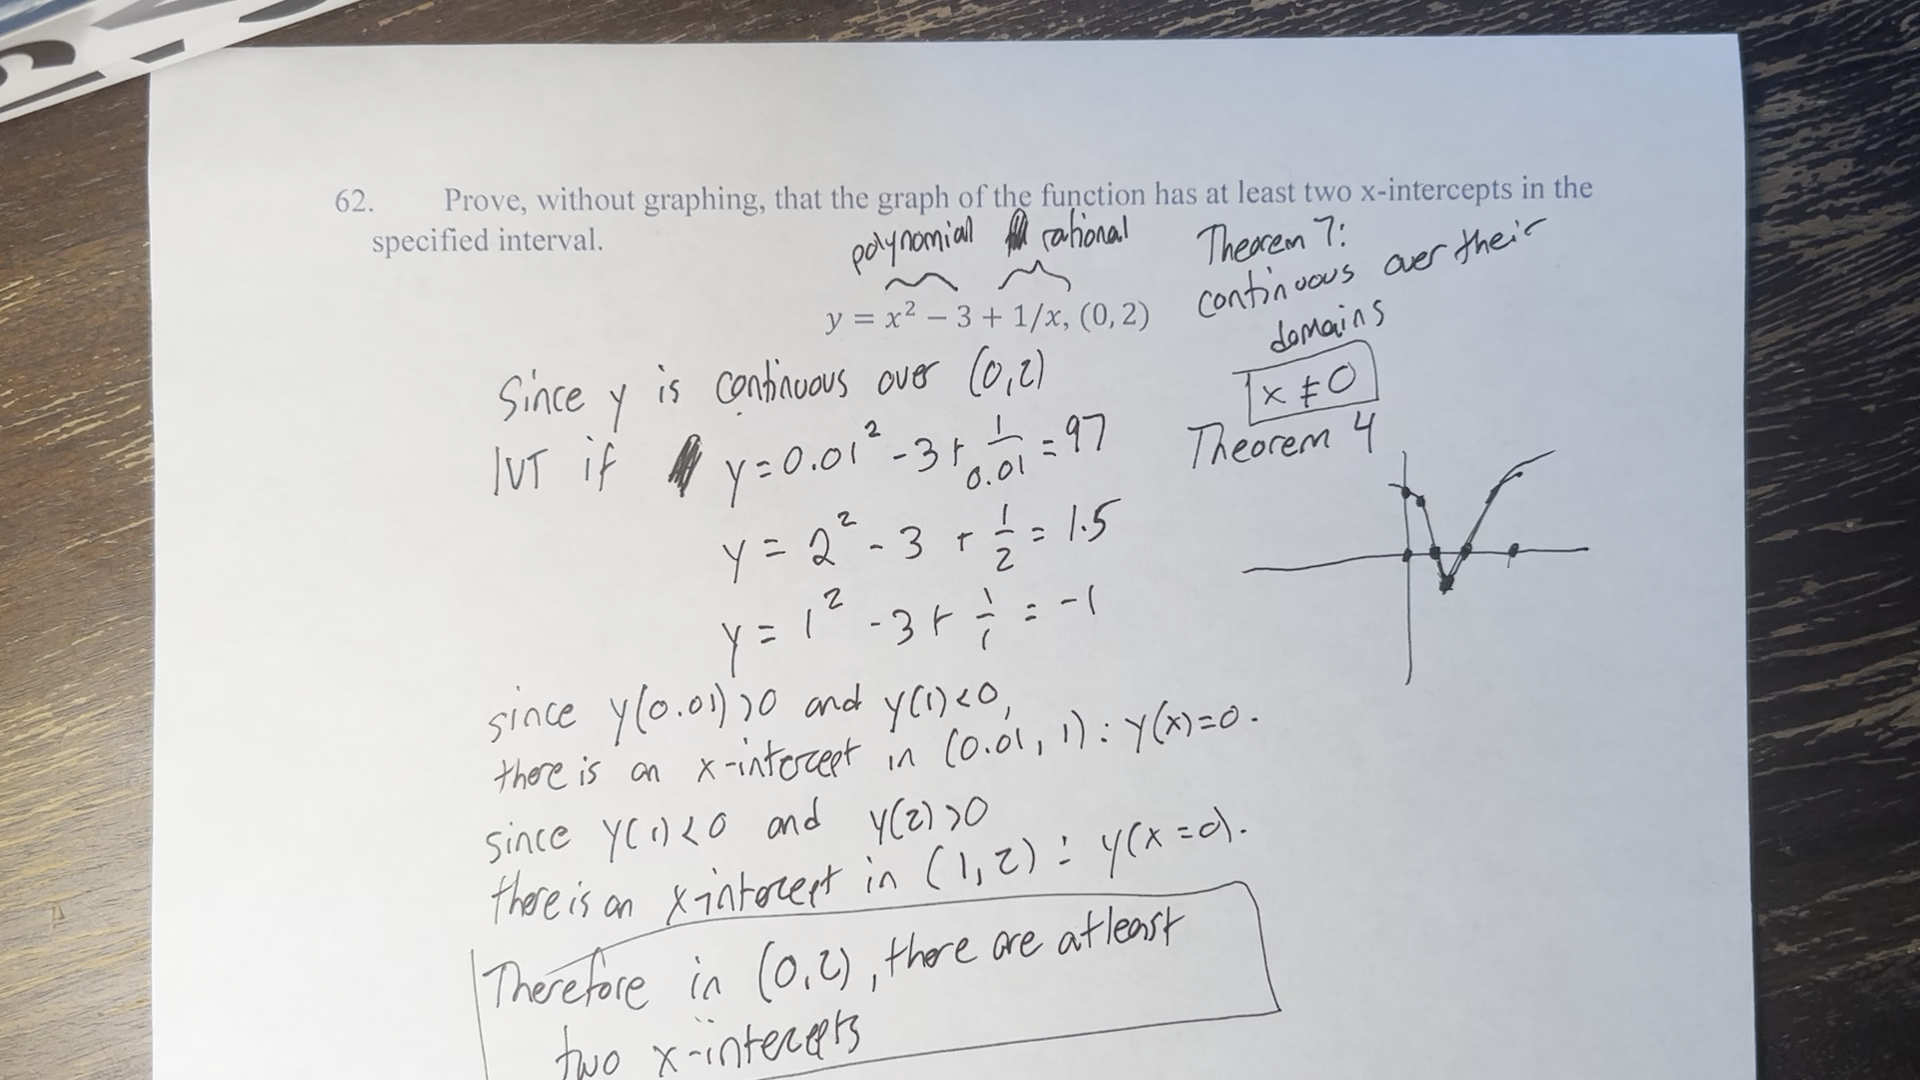 62. Prove, without graphing, that the graph of the function has at least two x-intercepts in the
specified interval.
polynomial rational
y = x² − 3 + 1/x, (0, 2)
Theorem 7:
continuous over their
domains
x ≠ 0
Theorem 4
Since y is continuous over (0,2)
IVT if y = 0.01² - 3 + 1/0.01 = 97
y = 2² - 3 + 1/2 = 1.5
y = 1² - 3 + 1/1 = -1
since y(0.01) > 0 and y(1) < 0,
there is an x-intercept in (0.01, 1) : y(x) = 0.
since y(1) < 0 and y(2) > 0
there is an x-intercept in (1, 2) : y(x = 0).
Therefore in (0,2), there are at least
two x-intercepts